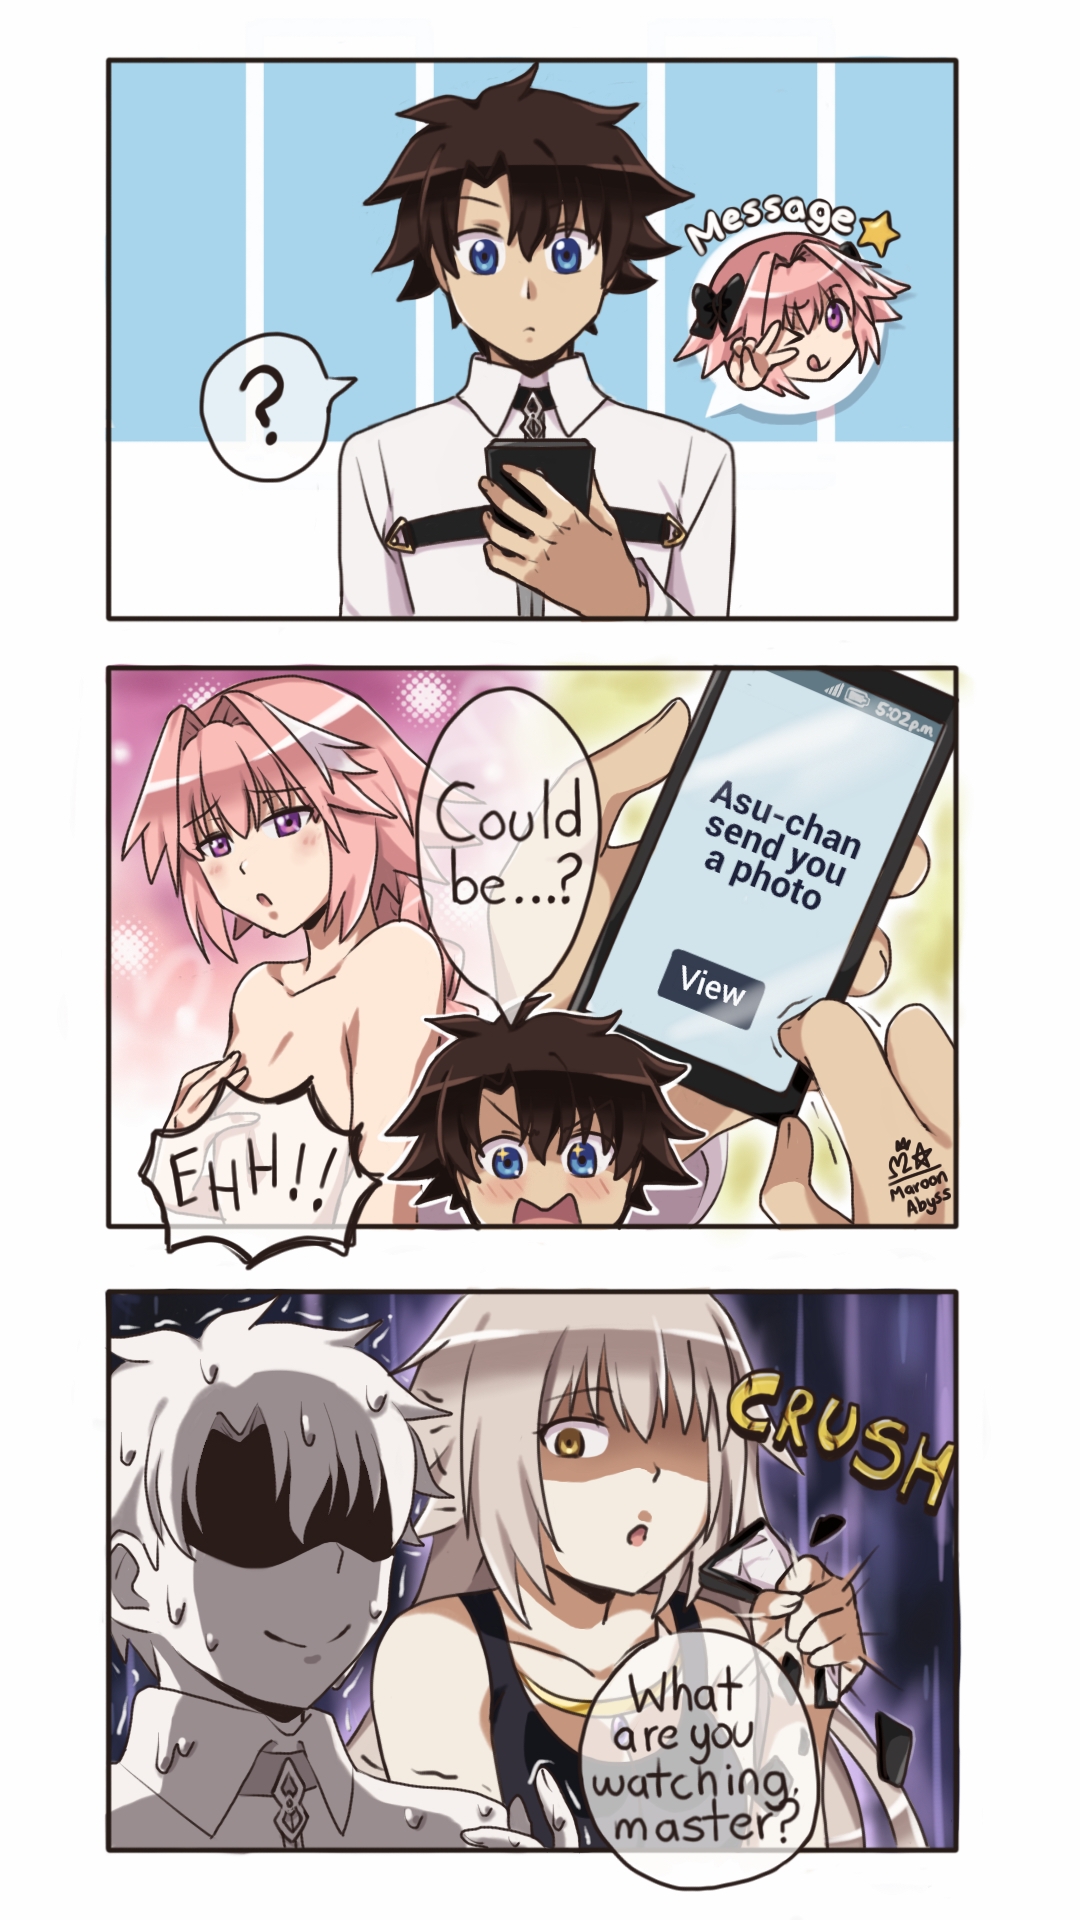 Message
?
Could
be....?
5:02p.m
Asu-chan
send you
a photo
View
EHH!!
Maroon
Abyss
CRUSH
What
are you
watching,
master?